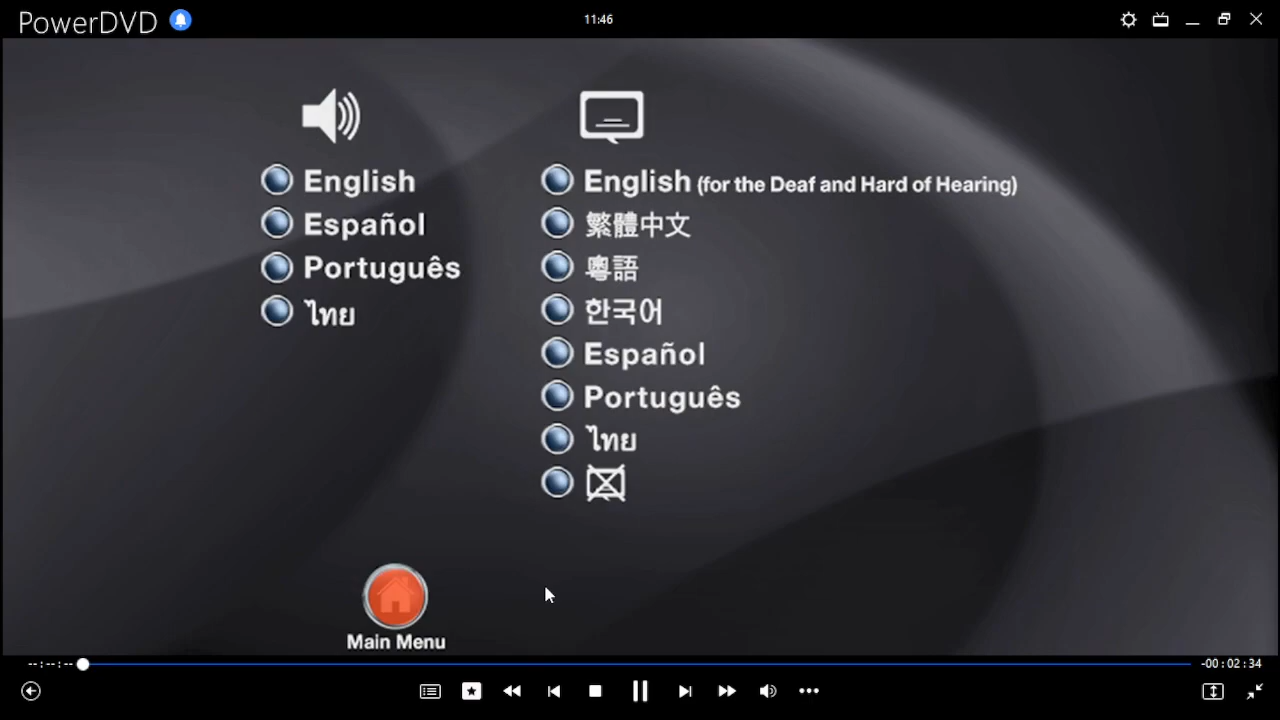 PowerDVD
11:46
English
Español
Português
ไทย
English (for the Deaf and Hard of Hearing)
繁體中文
粵語
한국어
Español
Português
ไทย
Main Menu
--:--:--
-00:02:34